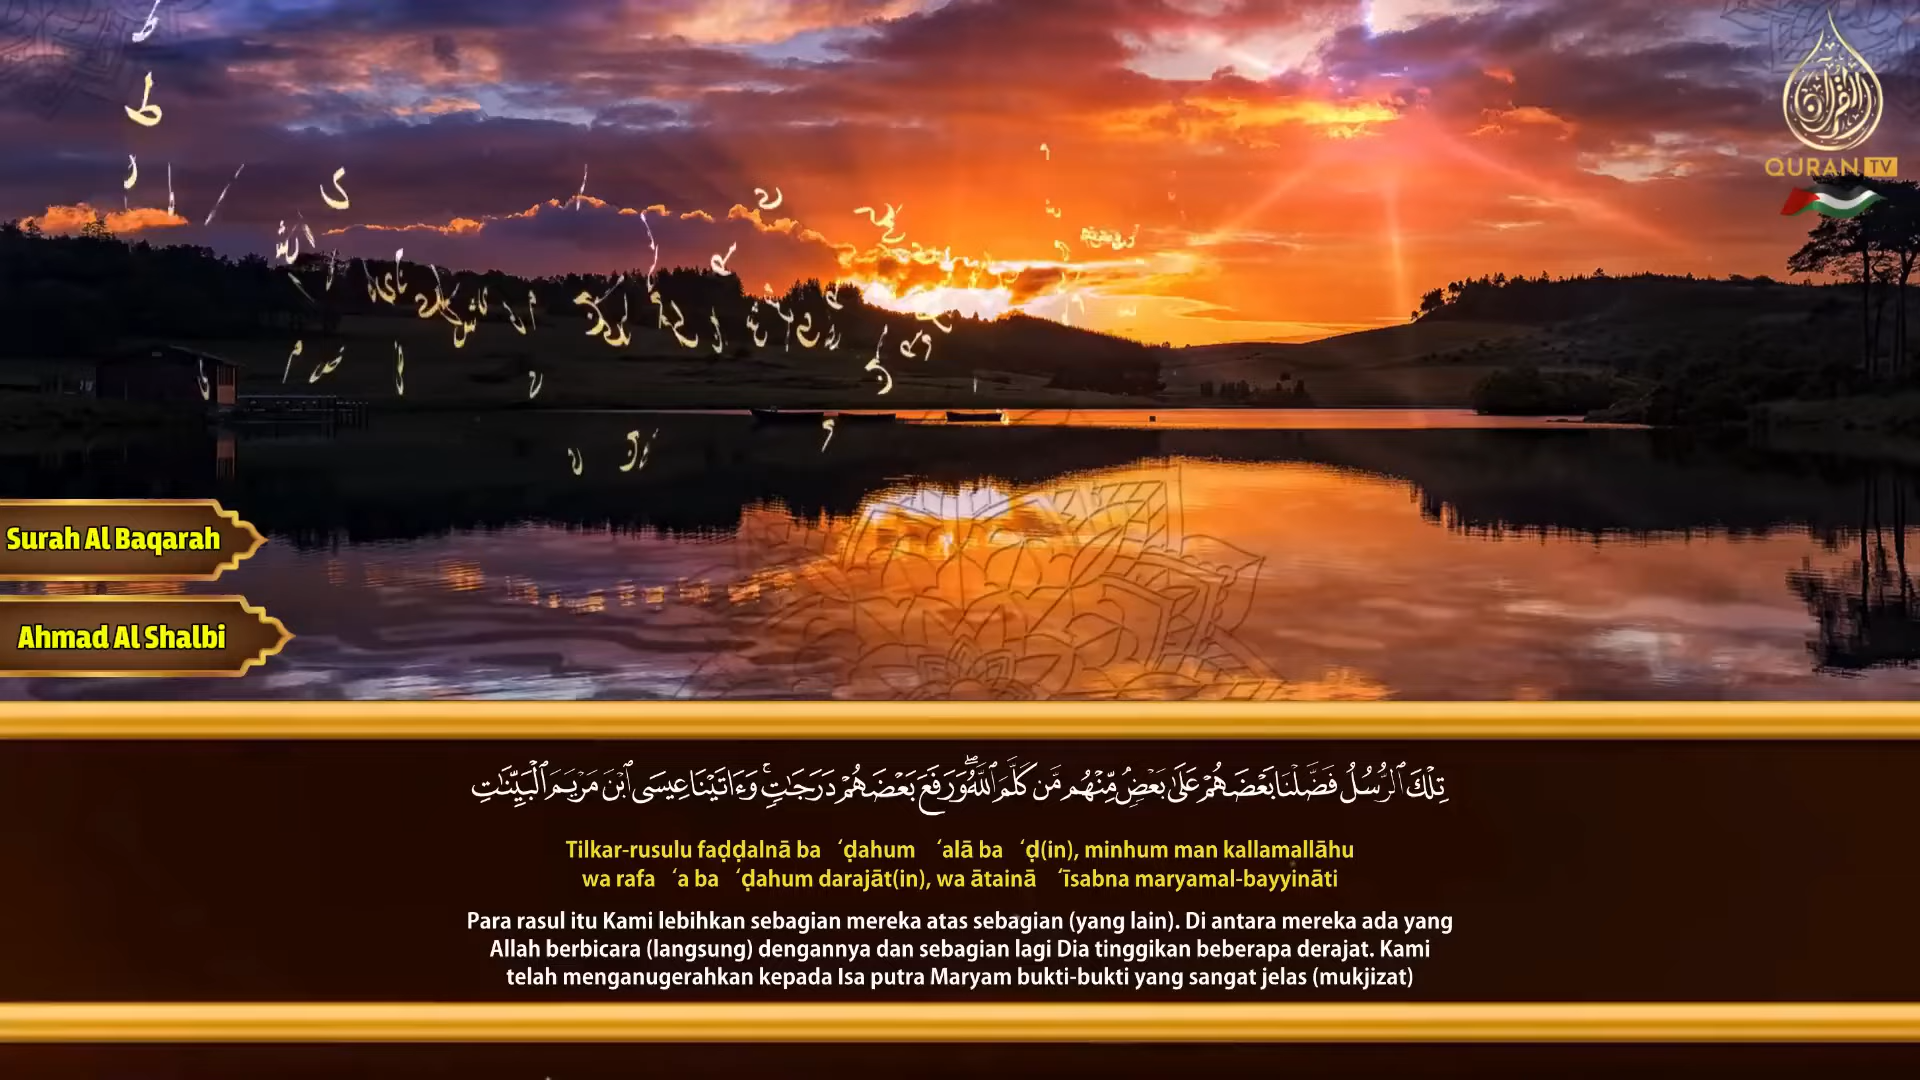 QURAN TV
Surah Al Baqarah
Ahmad Al Shalbi
تِلْكَ ٱلرُّسُلُ فَضَّلْنَا بَعْضَهُمْ عَلَىٰ بَعْضٍۢ مِّنْهُم مَّن كَلَّمَ ٱللَّهُ ۖ وَرَفَعَ بَعْضَهُمْ دَرَجَـٰتٍۢ ۚ وَءَاتَيْنَا عِيسَى ٱبْنَ مَرْيَمَ ٱلْبَيِّنَـٰتِ
Tilkar-rusulu faḍḍalnā ba ‘ḍahum ‘alā ba ‘ḍ(in), minhum man kallamallāhu
wa rafa ‘a ba ‘ḍahum darajāt(in), wa ātainā ‘īsabna maryamal-bayyināti
Para rasul itu Kami lebihkan sebagian mereka atas sebagian (yang lain). Di antara mereka ada yang
Allah berbicara (langsung) dengannya dan sebagian lagi Dia tinggikan beberapa derajat. Kami
telah menganugerahkan kepada Isa putra Maryam bukti-bukti yang sangat jelas (mukjizat)